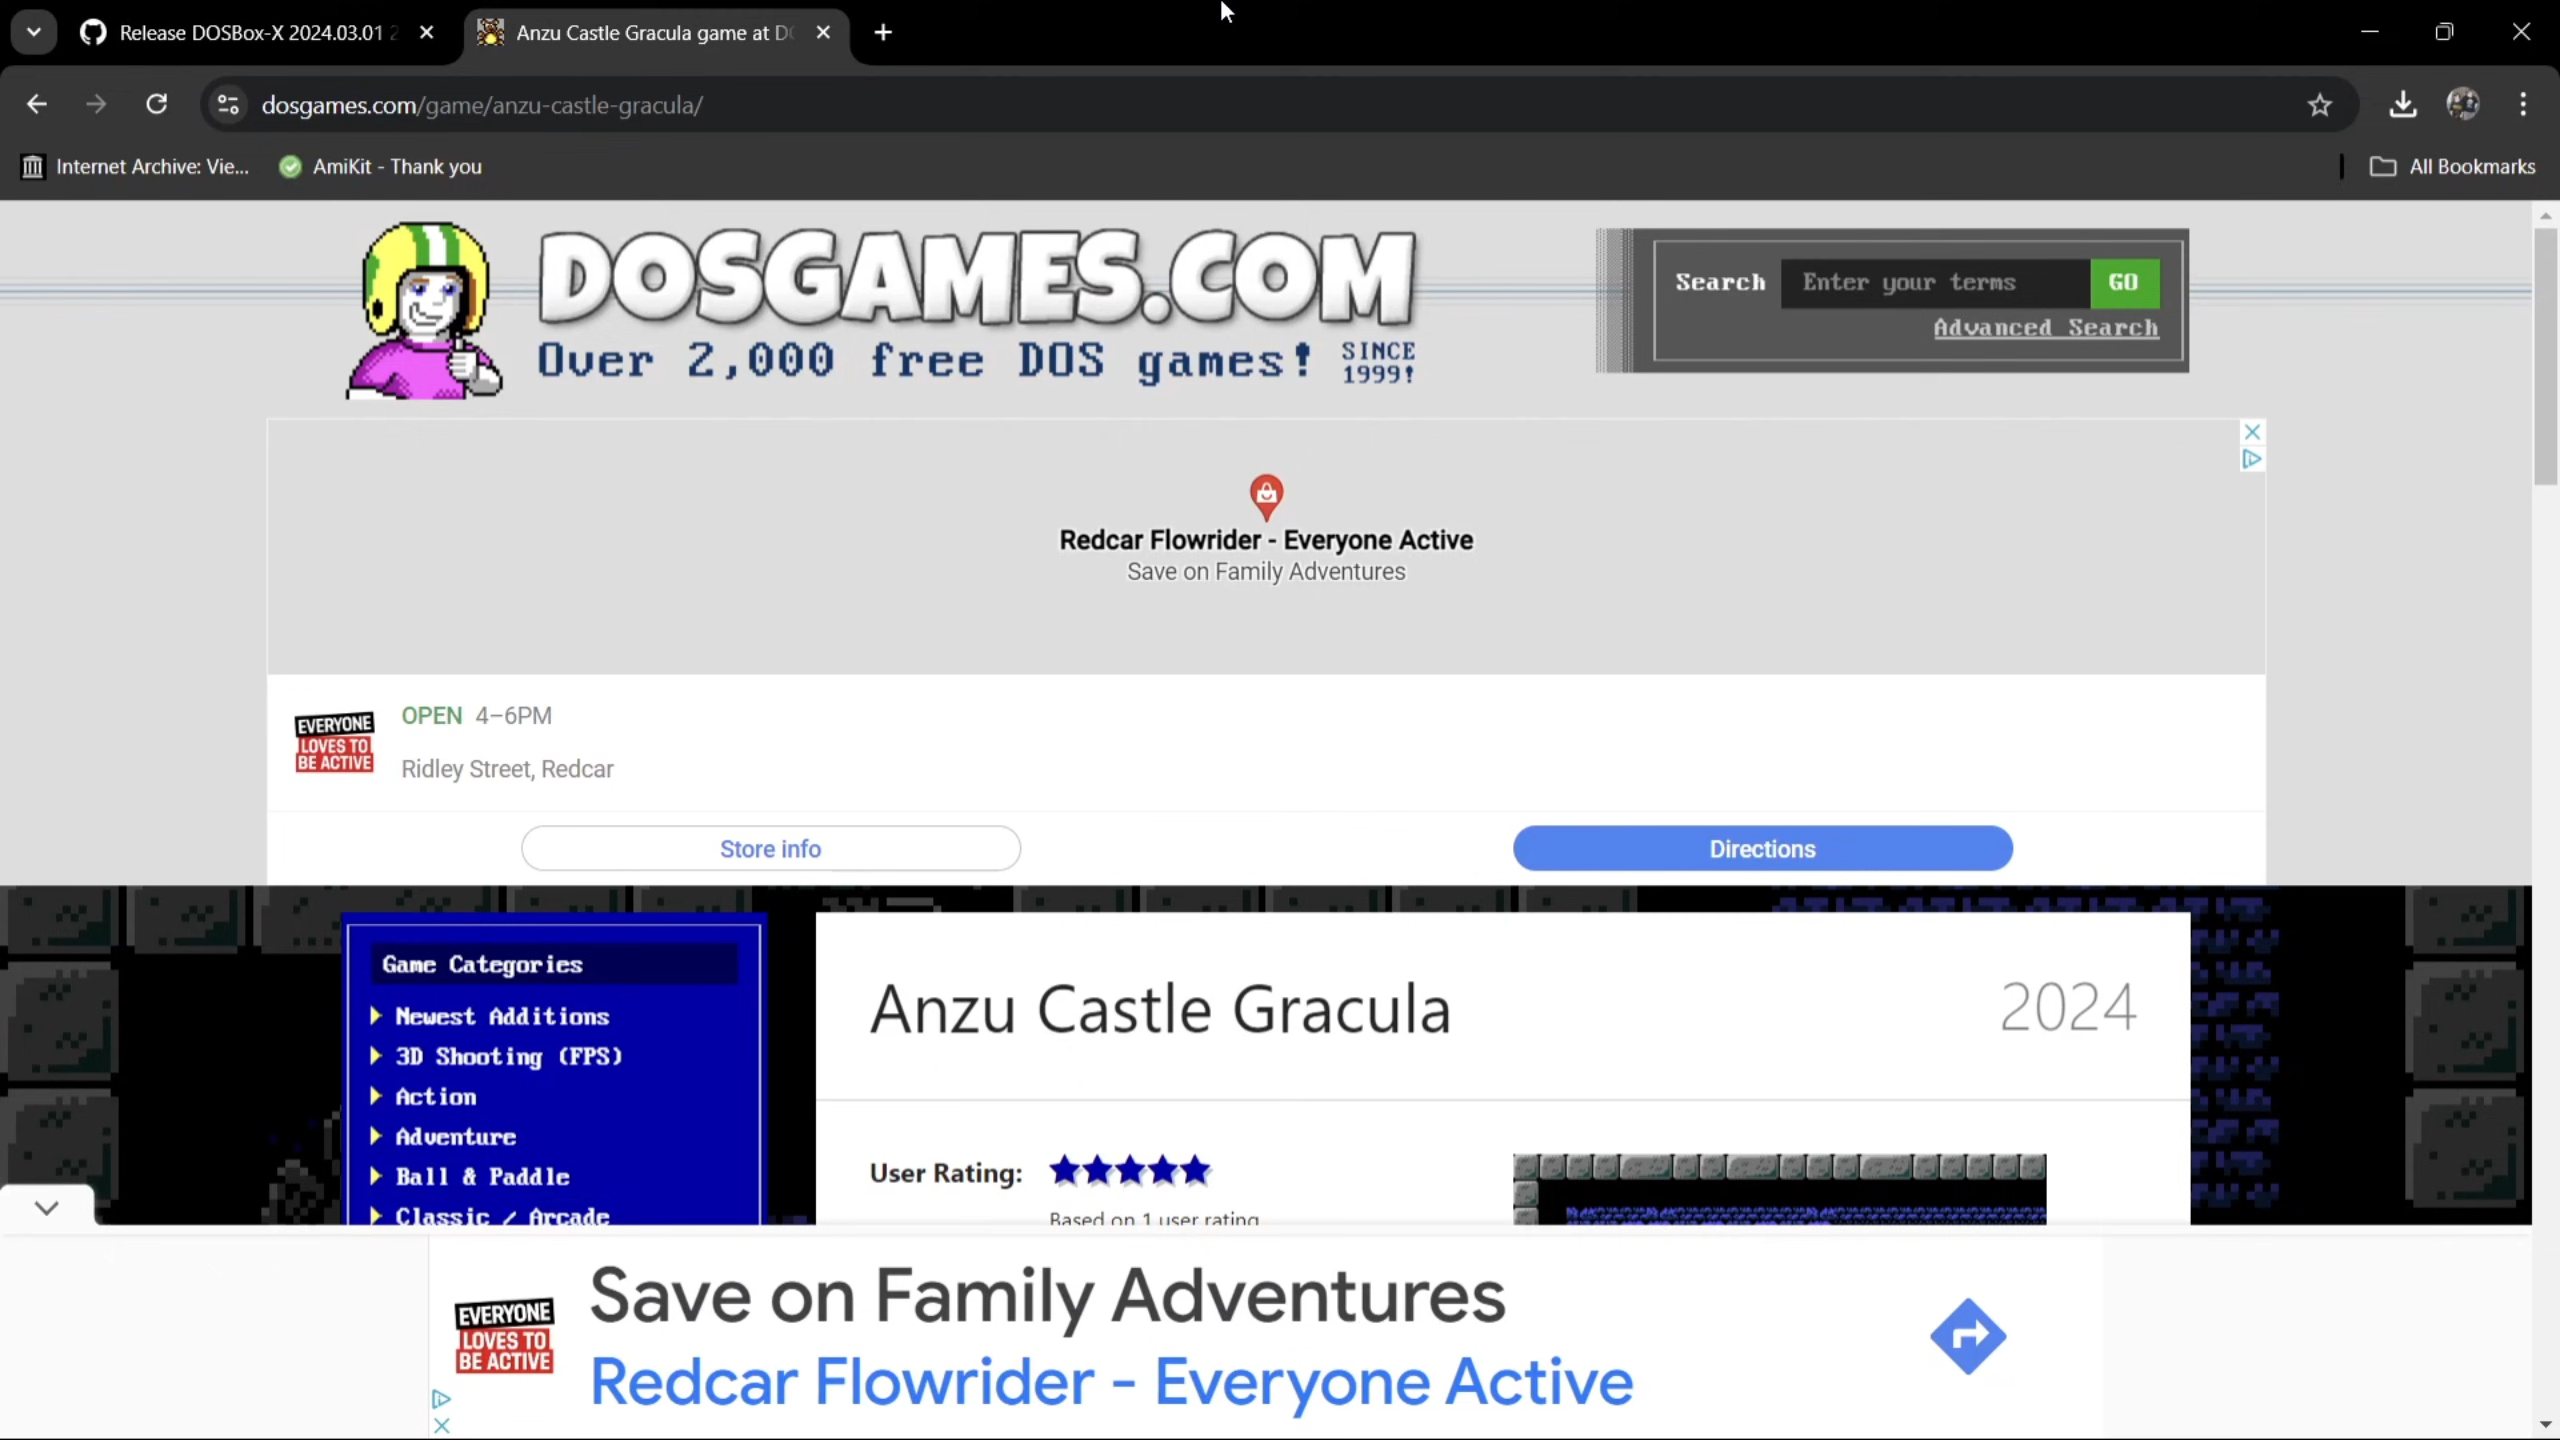 Release DOSBox-X 2024.03.01 2
Anzu Castle Gracula game at DO
dosgames.com/game/anzu-castle-gracula/
Internet Archive: Vie...
AmiKit - Thank you
All Bookmarks
DOSGAMES.COM
Over 2,000 free DOS games!
SINCE
1999!
Search
Enter your terms
GO
Advanced Search
Redcar Flowrider - Everyone Active
Save on Family Adventures
EVERYONE
LOVES TO
BE ACTIVE
OPEN 4–6PM
Ridley Street, Redcar
Store info
Directions
Game Categories
Newest Additions
3D Shooting (FPS)
Action
Adventure
Ball & Paddle
Classic / Arcade
Anzu Castle Gracula
2024
User Rating:
Based on 1 user rating
EVERYONE
LOVES TO
BE ACTIVE
Save on Family Adventures
Redcar Flowrider - Everyone Active